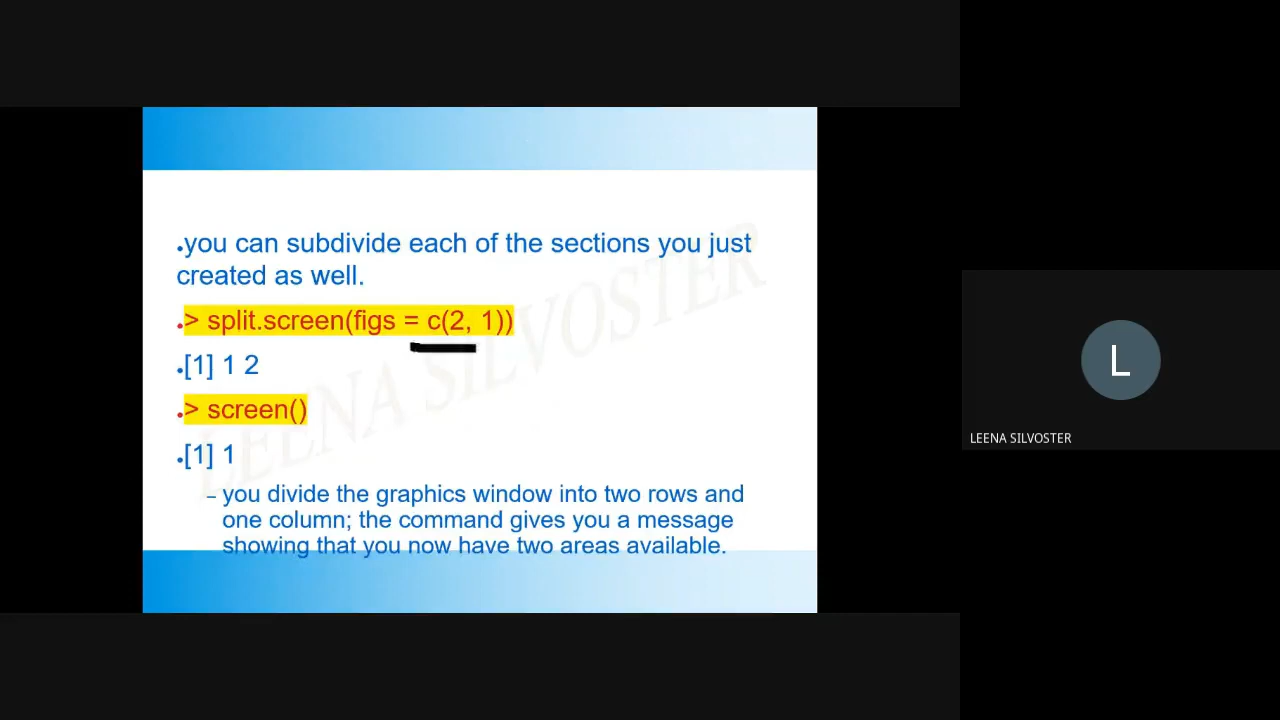 •you can subdivide each of the sections you just
created as well.
•> split.screen(figs = c(2, 1))
•[1] 1 2
•> screen()
•[1] 1
– you divide the graphics window into two rows and
one column; the command gives you a message
showing that you now have two areas available.
LEENA SILVOSTER
L
LEENA SILVOSTER